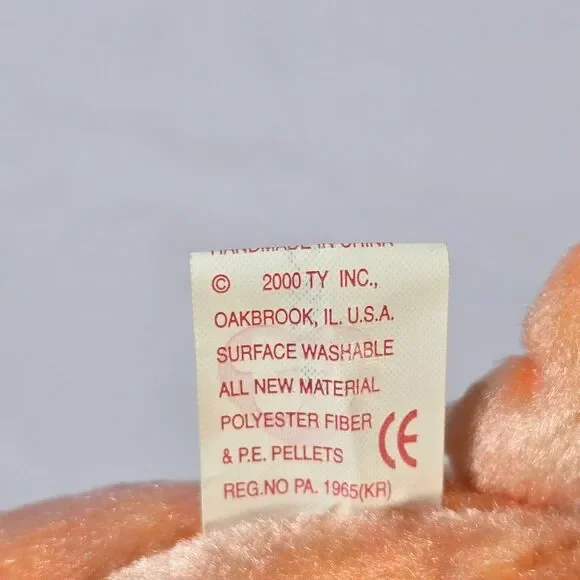 HANDMADE IN CHINA
© 2000 TY INC.,
OAKBROOK, IL. U.S.A.
SURFACE WASHABLE
ALL NEW MATERIAL
POLYESTER FIBER
& P.E. PELLETS
REG.NO PA. 1965(KR)
CE